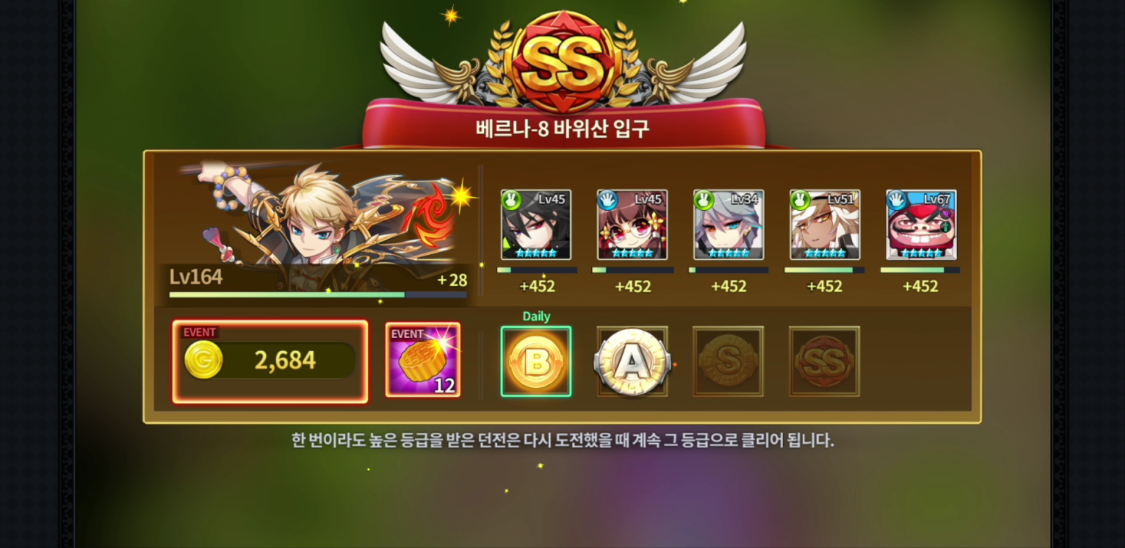 SS
베르나-8 바위산 입구
Lv164
+28
Lv45
Lv45
Lv34
Lv51
Lv67
+452
+452
+452
+452
+452
EVENT
G
2,684
EVENT
12
Daily
B
A
S
SS
한 번이라도 높은 등급을 받은 던전은 다시 도전했을 때 계속 그 등급으로 클리어 됩니다.